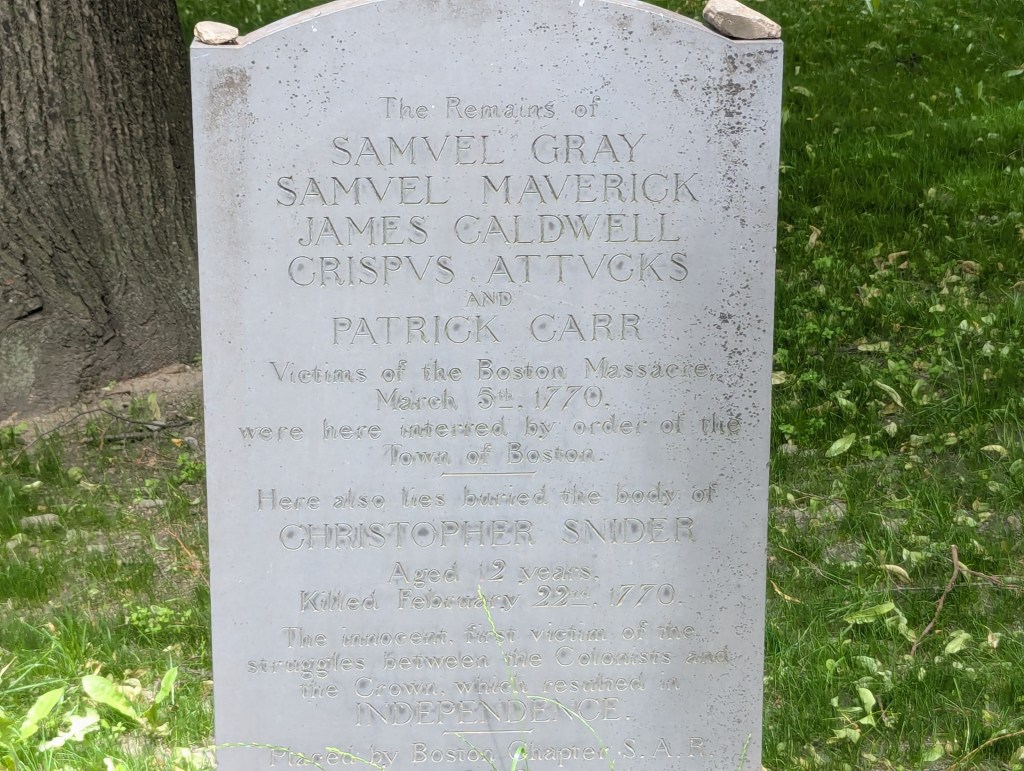 The Remains of
SAMVEL GRAY
SAMVEL MAVERICK
JAMES CALDWELL
CRISPVS ATTVCKS
AND
PATRICK CARR
Victims of the Boston Massacre,
March 5th, 1770,
were here interred by order of the
Town of Boston.
Here also lies buried the body of
CHRISTOPHER SNIDER
Aged 12 years,
Killed February 22nd, 1770.
The innocent, first victim of the
struggles between the Colonists and
the Crown, which resulted in
INDEPENDENCE.
Placed by Boston Chapter, S.A.R.